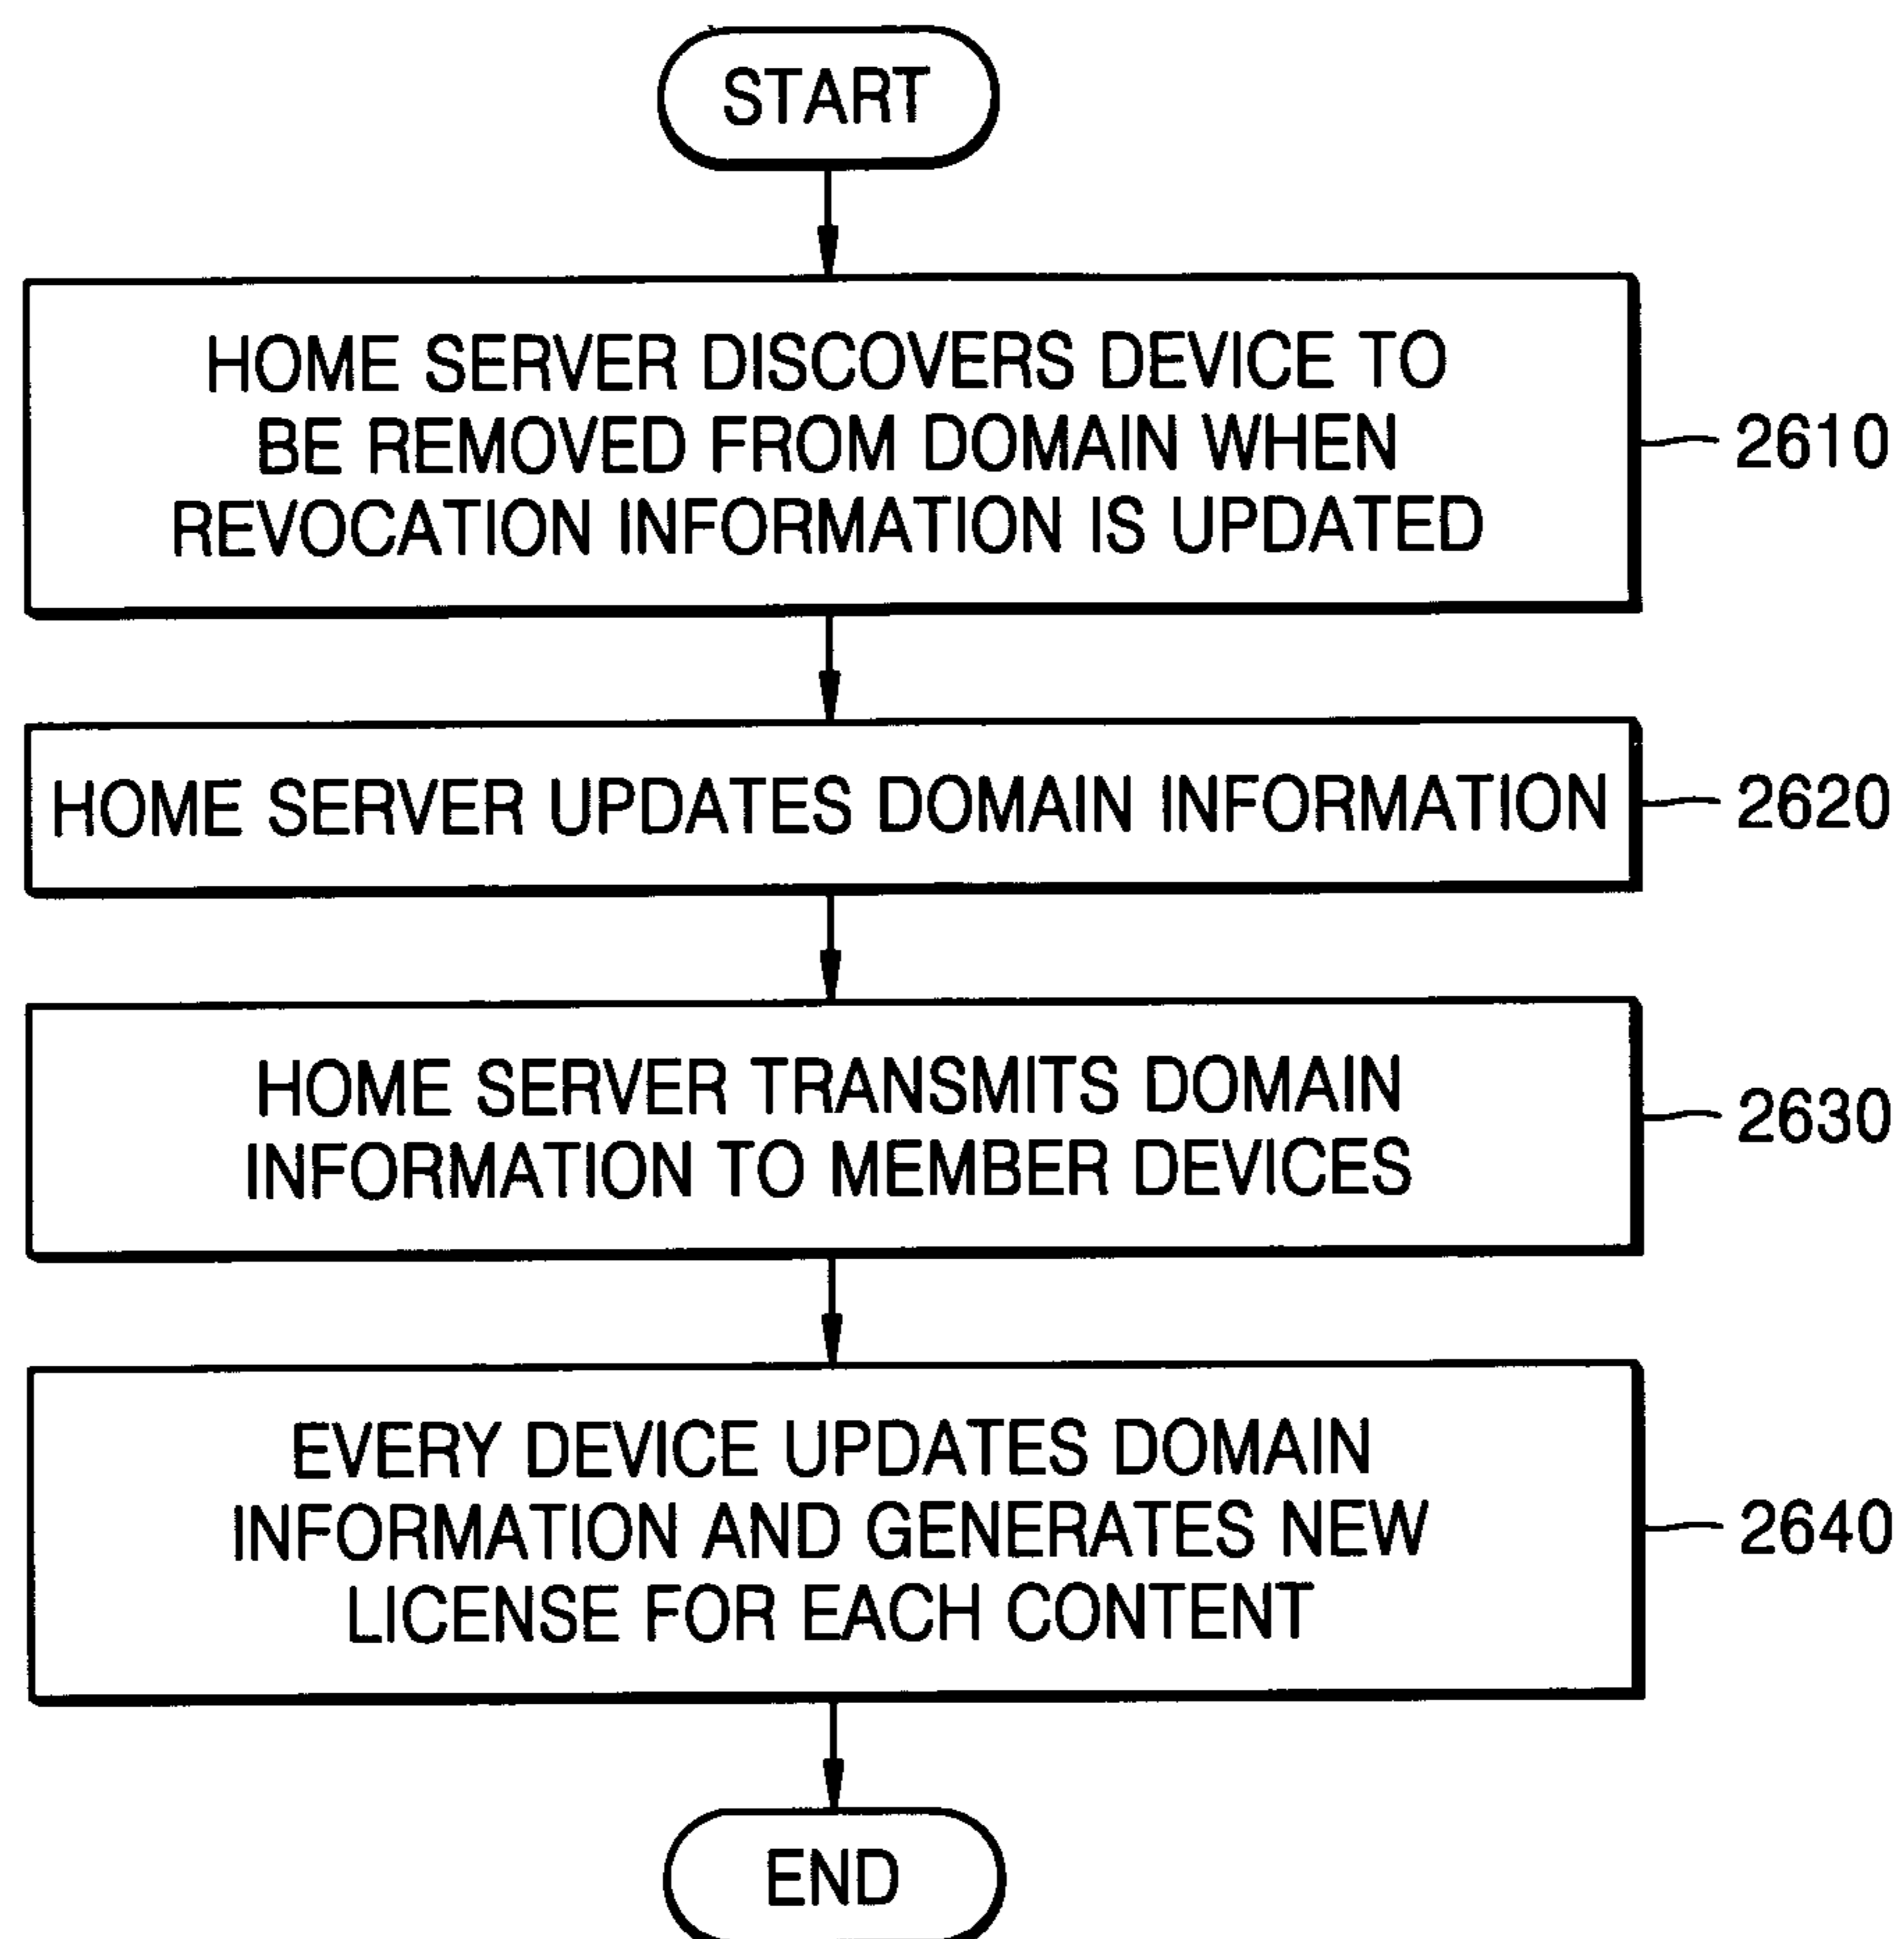 START
HOME SERVER DISCOVERS DEVICE TO
BE REMOVED FROM DOMAIN WHEN
REVOCATION INFORMATION IS UPDATED
2610
HOME SERVER UPDATES DOMAIN INFORMATION
2620
HOME SERVER TRANSMITS DOMAIN
INFORMATION TO MEMBER DEVICES
2630
EVERY DEVICE UPDATES DOMAIN
INFORMATION AND GENERATES NEW
LICENSE FOR EACH CONTENT
2640
END